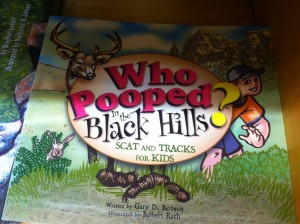 Who
Pooped?
in the
Black Hills?
SCAT AND TRACKS
FOR KIDS
Written by Gary D. Robson
Illustrated by Robert Rath